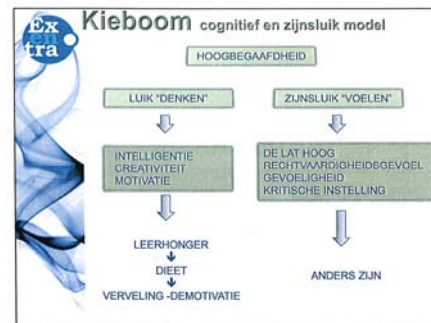 Ex
en
tra
Kieboom cognitief en zijnsluik model
HOOGBEGAAFDHEID
LUIK "DENKEN"
INTELLIGENTIE
CREATIVITEIT
MOTIVATIE
LEERHONGER
DIEET
VERVELING -DEMOTIVATIE
ZIJNSLUIK "VOELEN"
DE LAT HOOG
RECHTVAARDIGHEIDSGEVOEL
GEVOELIGHEID
KRITISCHE INSTELLING
ANDERS ZIJN